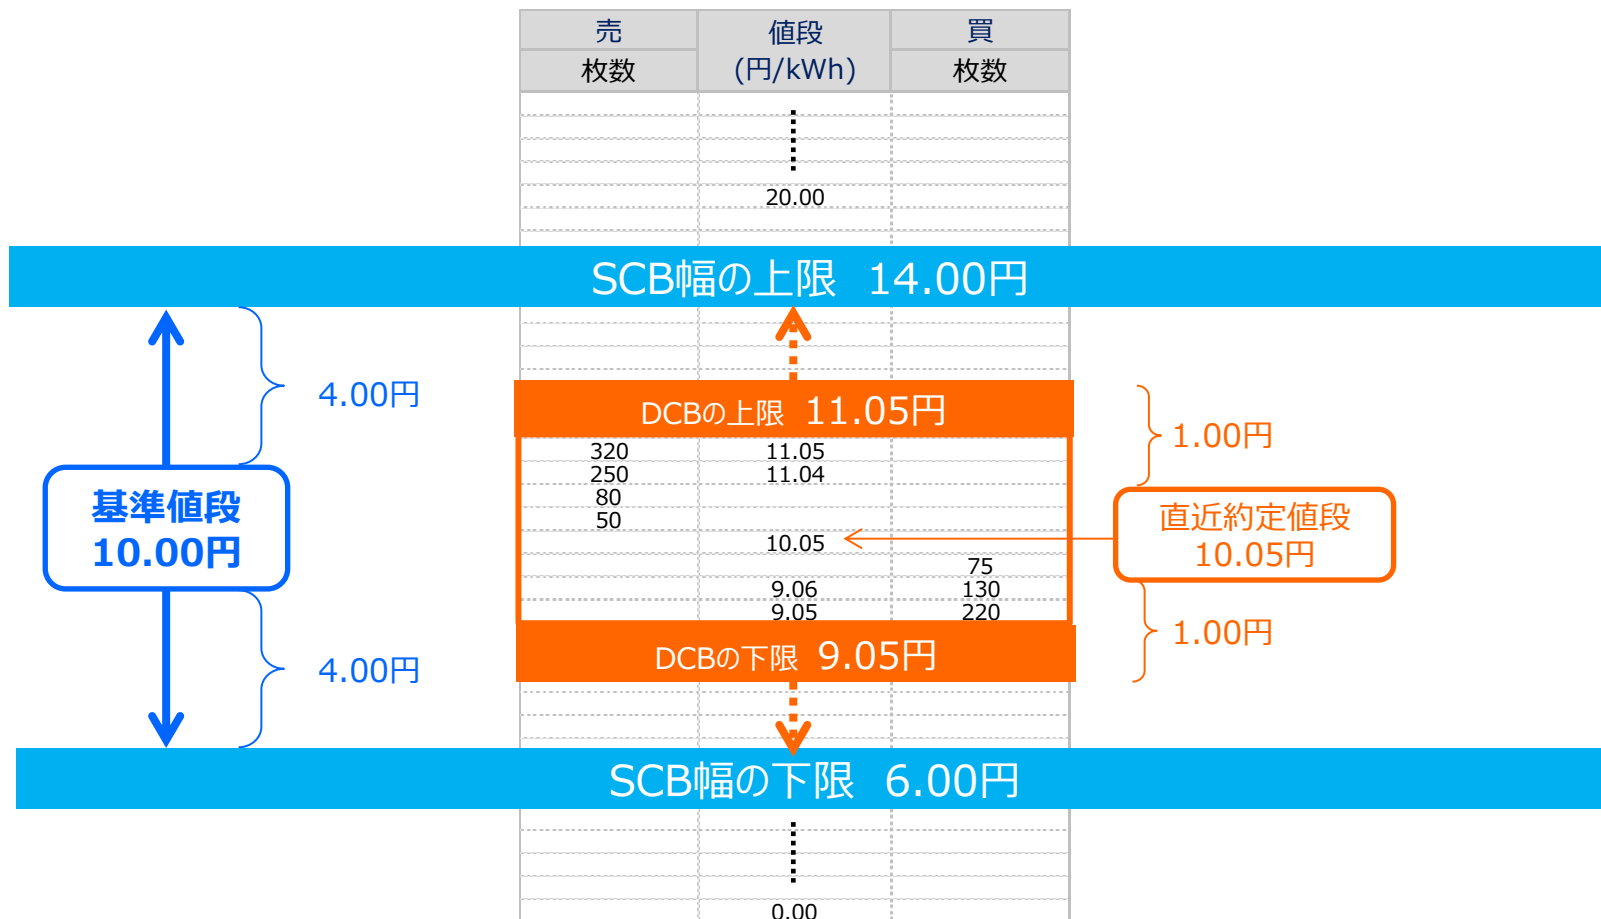 売 値段 買
枚数 (円/kWh) 枚数
20.00
SCB幅の上限 14.00円
4.00円
DCBの上限 11.05円
1.00円
320 11.05
250 11.04
80
50
基準値段
10.00円
10.05
直近約定値段
10.05円
75
9.06 130
9.05 220
1.00円
DCBの下限 9.05円
4.00円
SCB幅の下限 6.00円
0.00